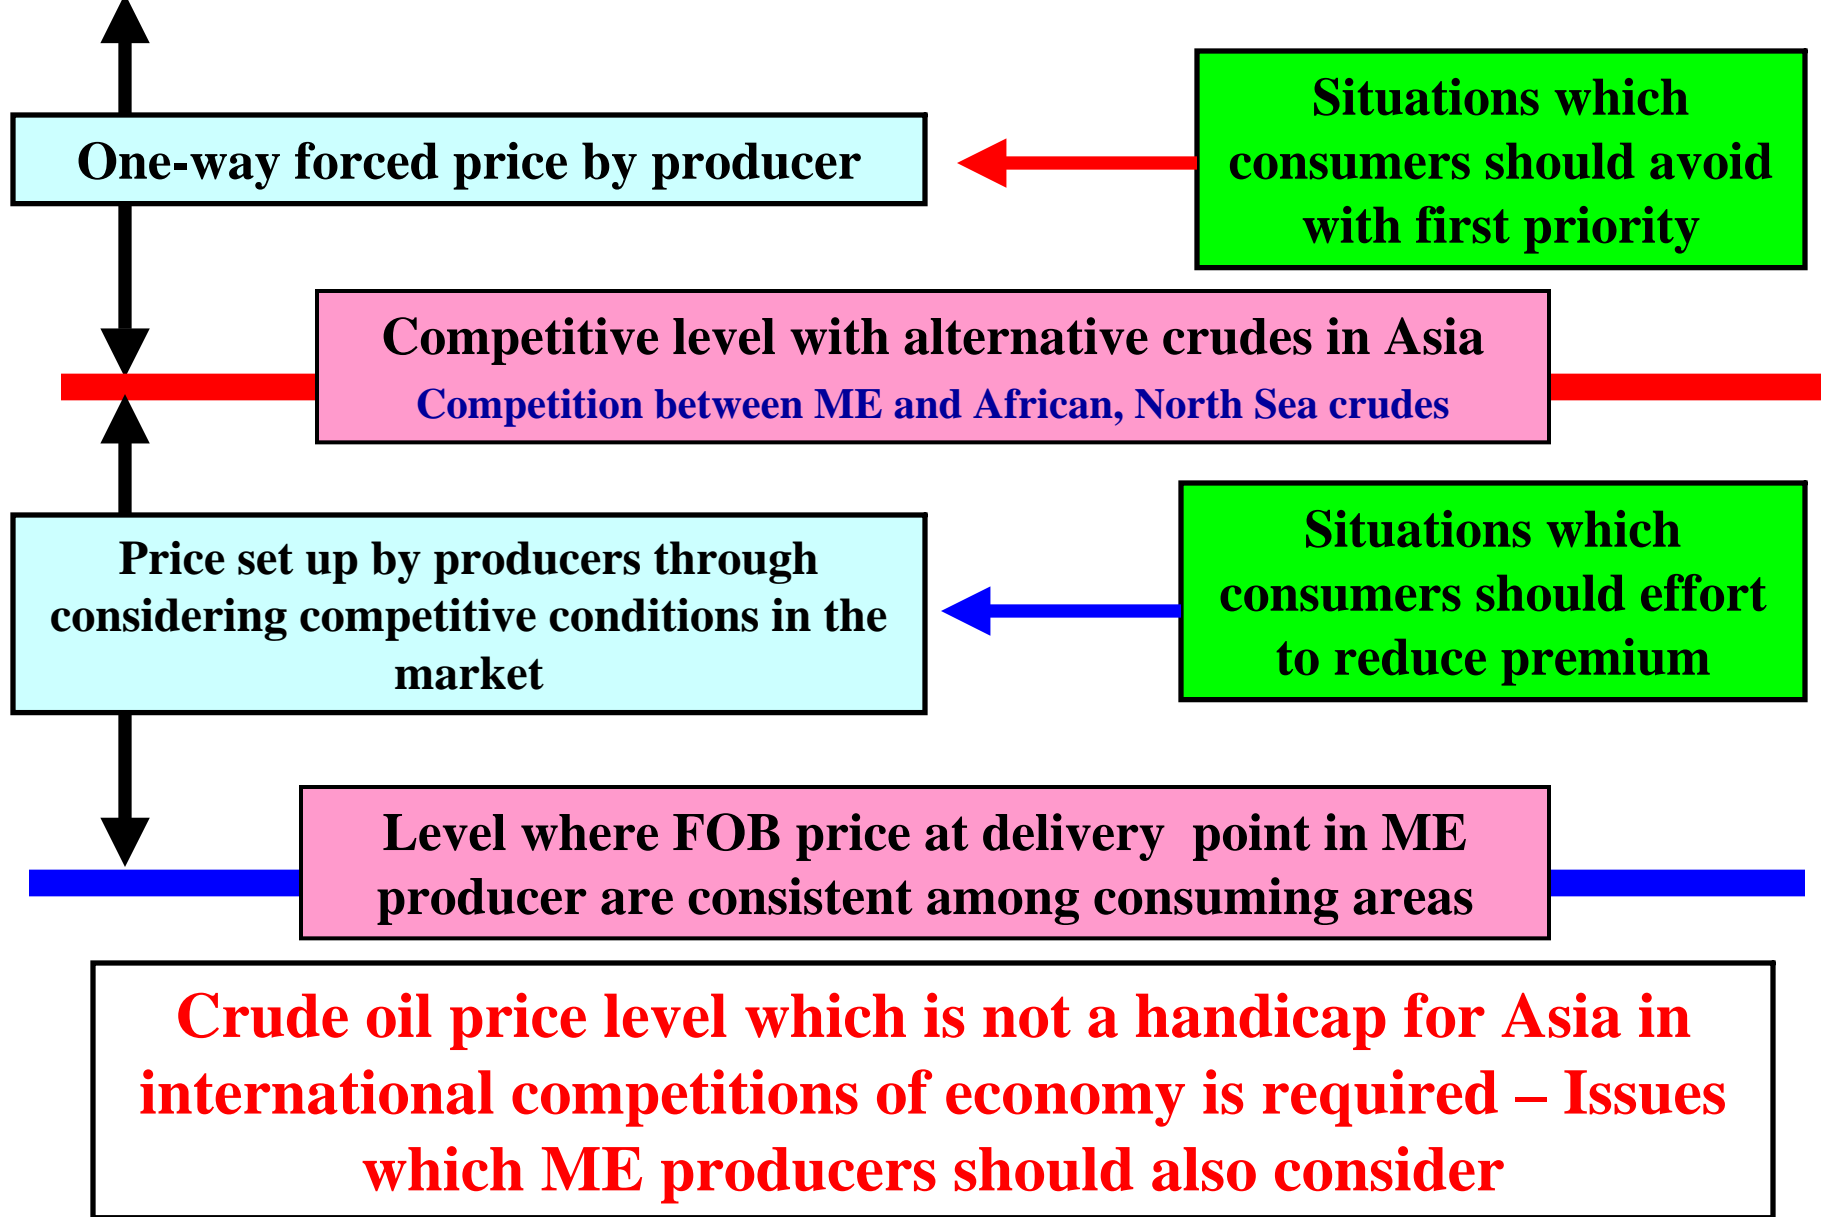 One-way forced price by producer
Situations which
consumers should avoid
with first priority
Competitive level with alternative crudes in Asia
Competition between ME and African, North Sea crudes
Price set up by producers through
considering competitive conditions in the
market
Situations which
consumers should effort
to reduce premium
Level where FOB price at delivery  point in ME
producer are consistent among consuming areas
Crude oil price level which is not a handicap for Asia in
international competitions of economy is required – Issues
which ME producers should also consider